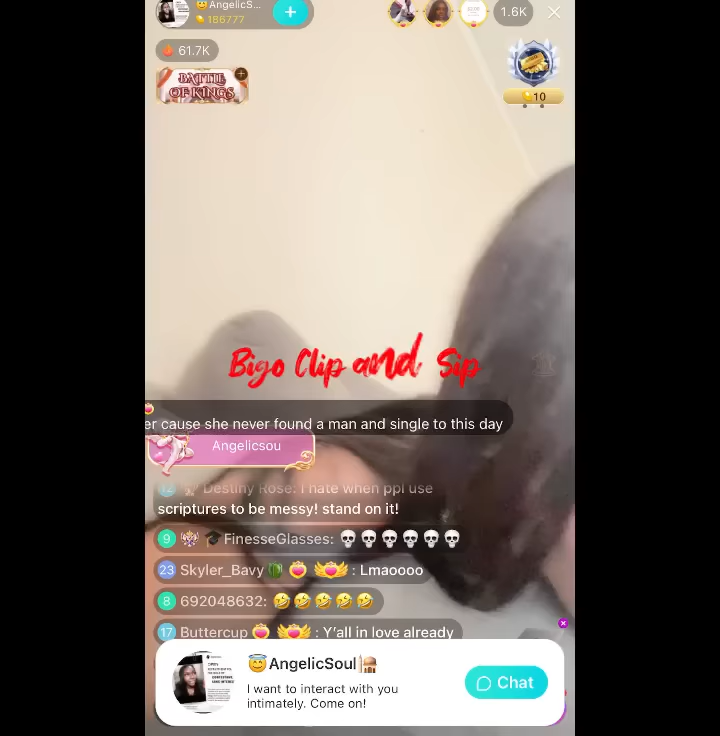 😇AngelicS...
186777
+
1.6K
61.7K
BATTLE
OF KINGS
10
Bigo Clip and Sip
er cause she never found a man and single to this day
Angelicsou
12 Destiny Rose: I hate when ppl use
scriptures to be messy! stand on it!
9 🎓FinesseGlasses: 💀💀💀💀💀💀
23 Skyler_Bavy : Lmaoooo
8 692048632: 🤣🤣🤣🤣🤣
17 Buttercup : Y'all in love already
😇AngelicSoul🕌
I want to interact with you
intimately. Come on!
Chat